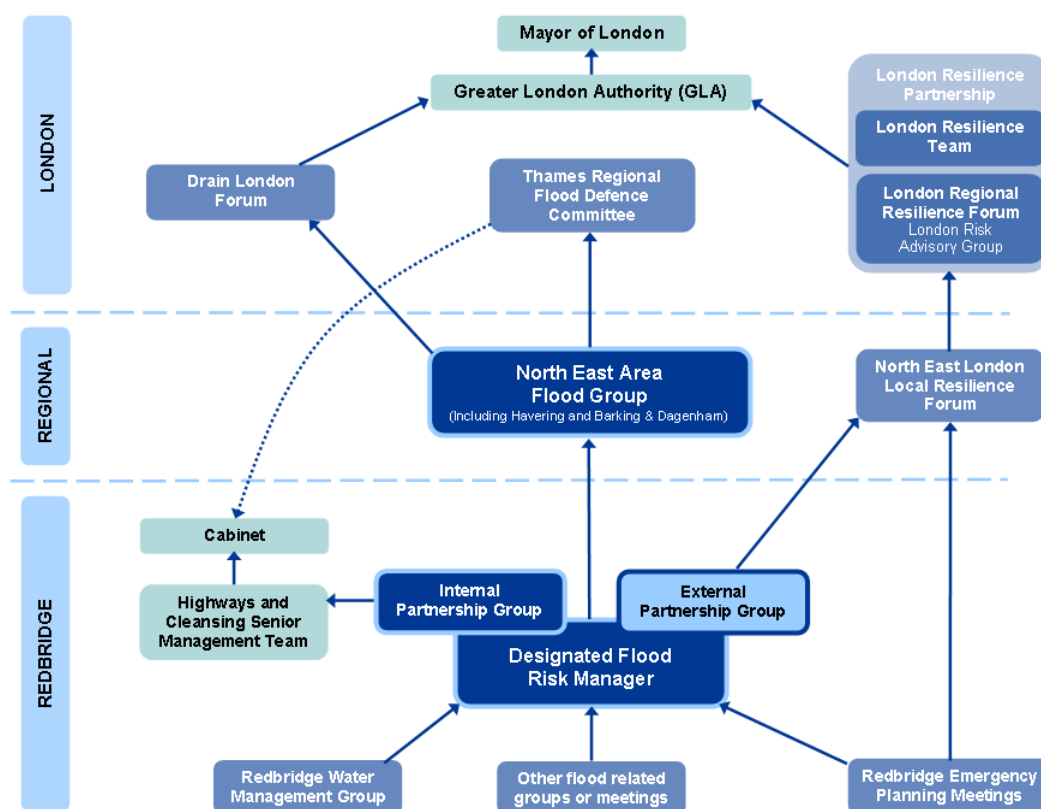 LONDON
Mayor of London
Greater London Authority (GLA)
London Resilience
Partnership
London Resilience
Team
London Regional
Resilience Forum
London Risk
Advisory Group
Drain London
Forum
Thames Regional
Flood Defence
Committee
REGIONAL
North East Area
Flood Group
(Including Havering and Barking & Dagenham)
North East London
Local Resilience
Forum
REDBRIDGE
Cabinet
Highways and
Cleansing Senior
Management Team
Internal
Partnership Group
External
Partnership Group
Designated Flood
Risk Manager
Redbridge Water
Management Group
Other flood related
groups or meetings
Redbridge Emergency
Planning Meetings